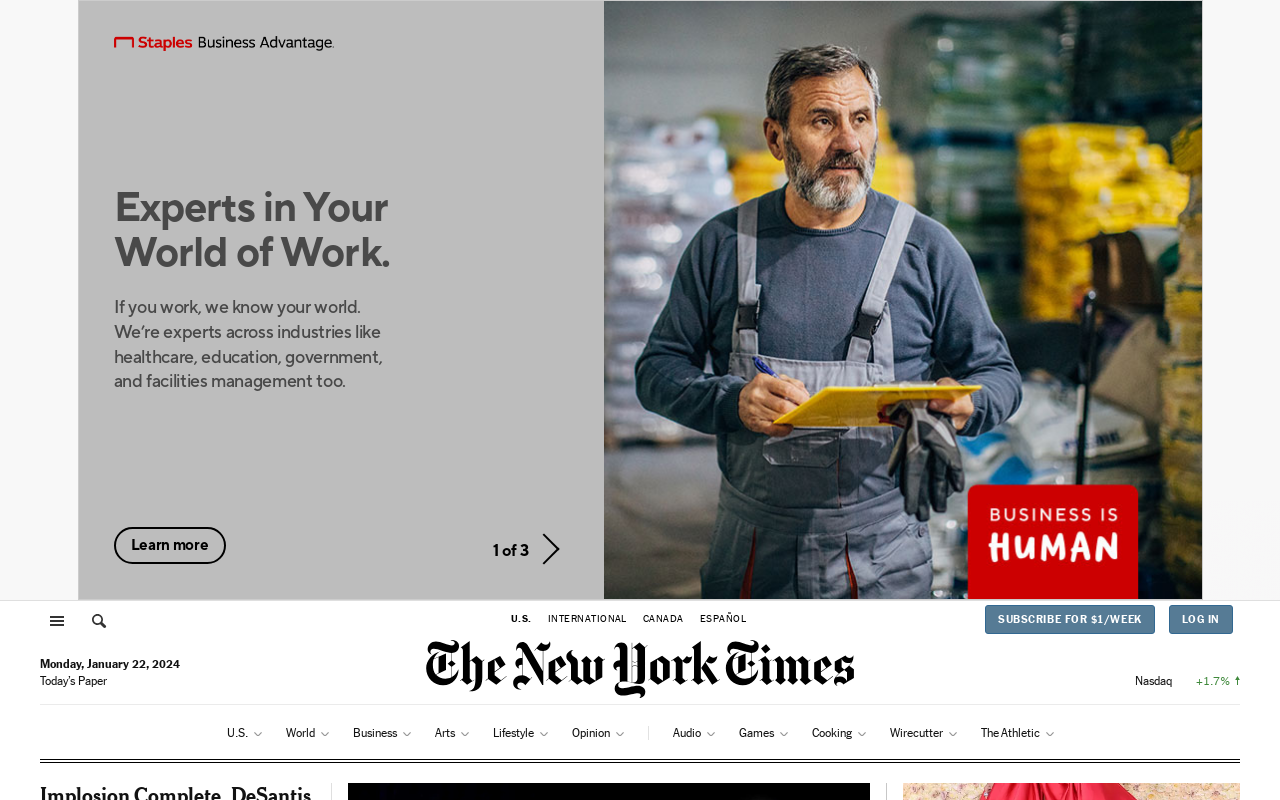 Staples Business Advantage.
Experts in Your
World of Work.
If you work, we know your world.
We're experts across industries like
healthcare, education, government,
and facilities management too.
Learn more
1 of 3
BUSINESS IS
HUMAN
U.S. INTERNATIONAL CANADA ESPAÑOL
SUBSCRIBE FOR $1/WEEK LOG IN
The New York Times
Monday, January 22, 2024
Today's Paper
Nasdaq +1.7%
U.S. World Business Arts Lifestyle Opinion Audio Games Cooking Wirecutter The Athletic
Implosion Complete, DeSantis